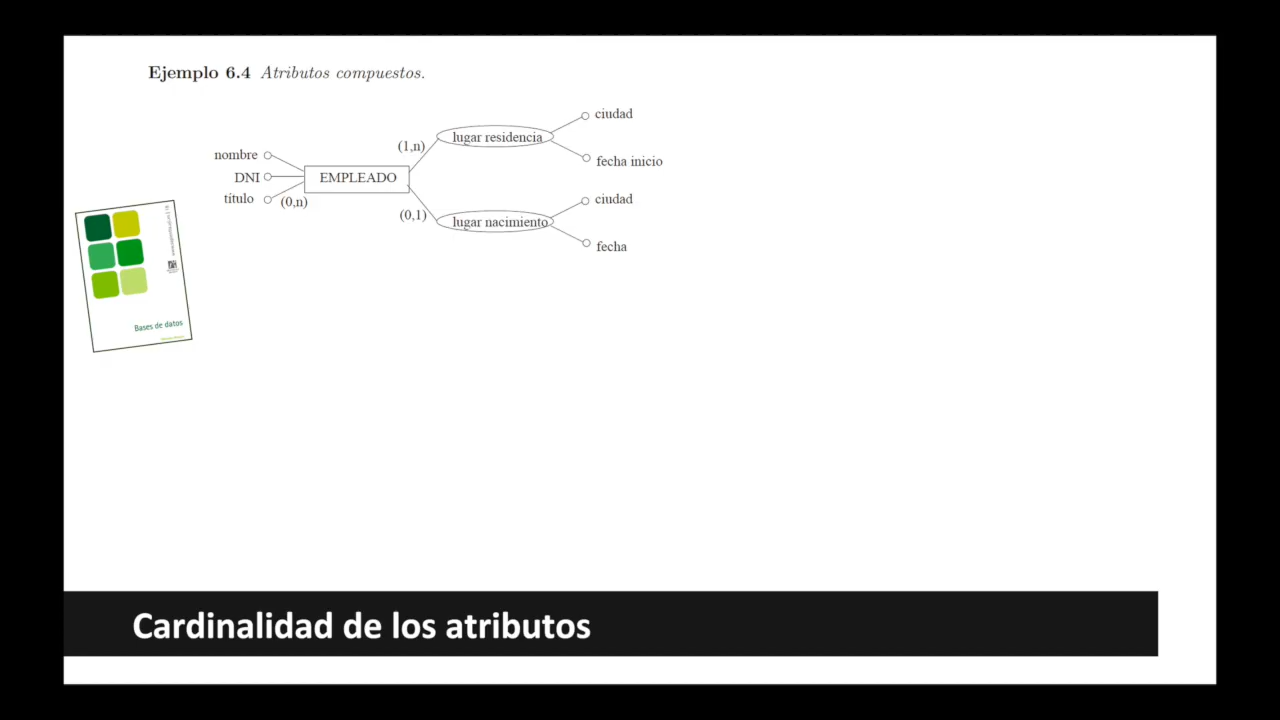 Ejemplo 6.4 Atributos compuestos.
ciudad
lugar residencia
(1,n)
fecha inicio
nombre
DNI
EMPLEADO
título
(0,n)
ciudad
(0,1)
lugar nacimiento
fecha
Bases de datos
Cardinalidad de los atributos